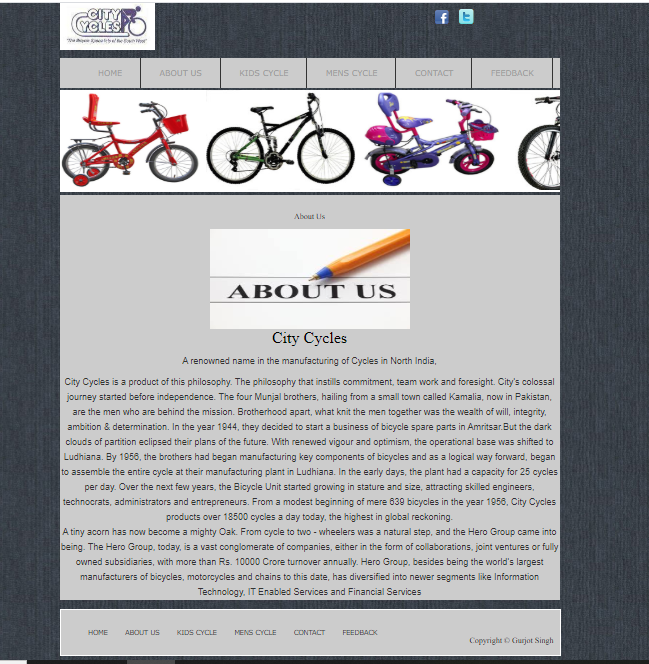 CITY
CYCLES
"The Bicycle Specialists of the South West"
HOME ABOUT US KIDS CYCLE MENS CYCLE CONTACT FEEDBACK
About Us
ABOUT US
City Cycles
A renowned name in the manufacturing of Cycles in North India,
City Cycles is a product of this philosophy. The philosophy that instills commitment, team work and foresight. City's colossal
journey started before independence. The four Munjal brothers, hailing from a small town called Kamalia, now in Pakistan,
are the men who are behind the mission. Brotherhood apart, what knit the men together was the wealth of will, integrity,
ambition & determination. In the year 1944, they decided to start a business of bicycle spare parts in Amritsar.But the dark
clouds of partition eclipsed their plans of the future. With renewed vigour and optimism, the operational base was shifted to
Ludhiana. By 1956, the brothers had began manufacturing key components of bicycles and as a logical way forward, began
to assemble the entire cycle at their manufacturing plant in Ludhiana. In the early days, the plant had a capacity for 25 cycles
per day. Over the next few years, the Bicycle Unit started growing in stature and size, attracting skilled engineers,
technocrats, administrators and entrepreneurs. From a modest beginning of mere 639 bicycles in the year 1956, City Cycles
products over 18500 cycles a day today, the highest in global reckoning.
A tiny acorn has now become a mighty Oak. From cycle to two - wheelers was a natural step, and the Hero Group came into
being. The Hero Group, today, is a vast conglomerate of companies, either in the form of collaborations, joint ventures or fully
owned subsidiaries, with more than Rs. 10000 Crore turnover annually. Hero Group, besides being the world's largest
manufacturers of bicycles, motorcycles and chains to this date, has diversified into newer segments like Information
Technology, IT Enabled Services and Financial Services
HOME ABOUT US KIDS CYCLE MENS CYCLE CONTACT FEEDBACK
Copyright © Gurjot Singh